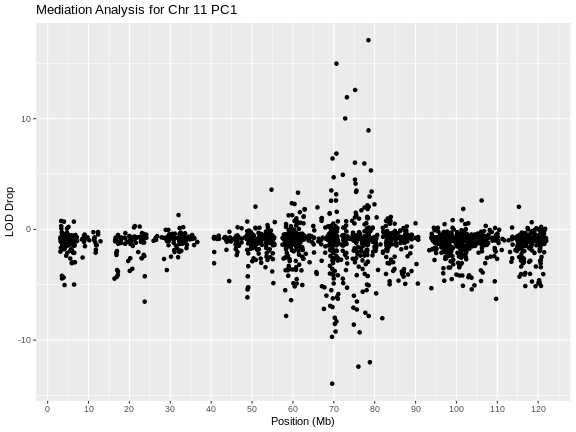 Mediation Analysis for Chr 11 PC1
LOD Drop
10
0
-10
0 10 20 30 40 50 60 70 80 90 100 110 120
Position (Mb)